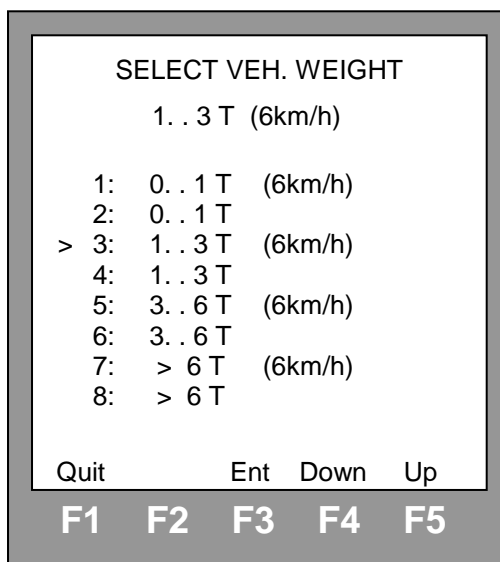 SELECT VEH. WEIGHT
1. . 3 T (6km/h)
1: 0. . 1 T (6km/h)
2: 0. . 1 T
> 3: 1. . 3 T (6km/h)
4: 1. . 3 T
5: 3. . 6 T (6km/h)
6: 3. . 6 T
7: > 6 T (6km/h)
8: > 6 T
Quit Ent Down Up
F1 F2 F3 F4 F5